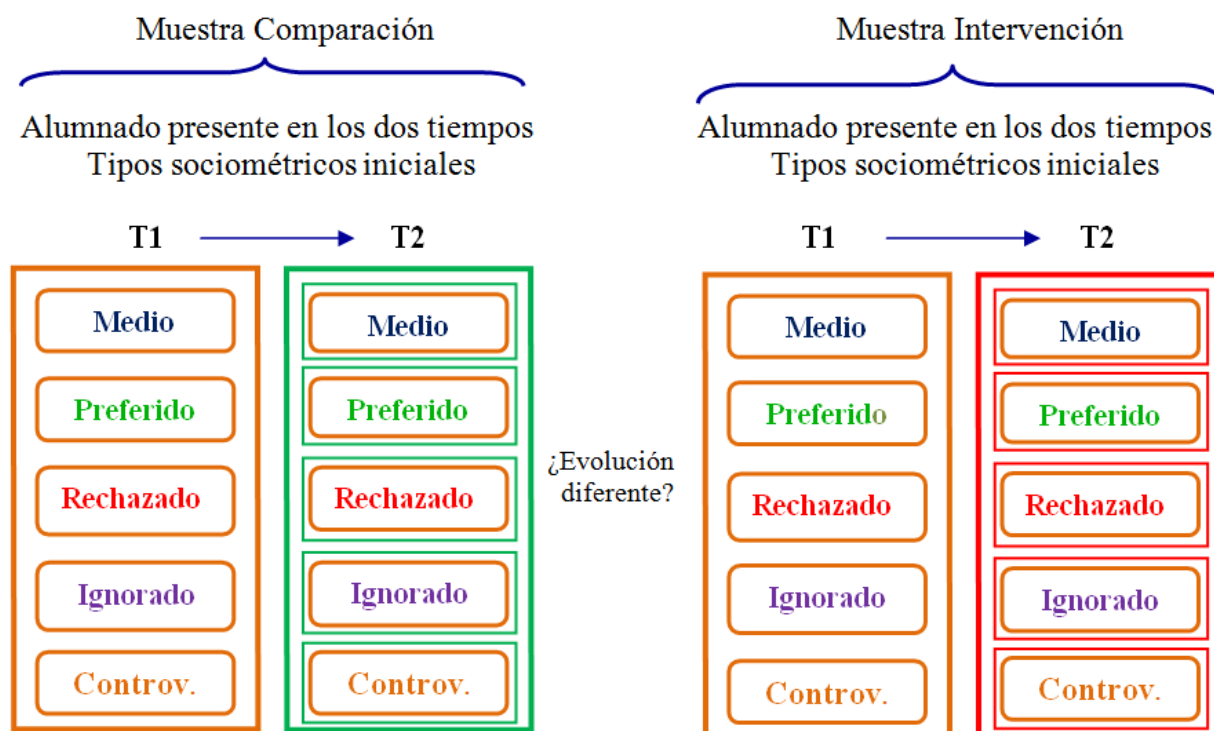 Muestra Comparación
Alumnado presente en los dos tiempos
Tipos sociométricos iniciales
T1
T2
Medio
Preferido
Rechazado
Ignorado
Controv.
Medio
Preferido
Rechazado
Ignorado
Controv.
¿Evolución
diferente?
Muestra Intervención
Alumnado presente en los dos tiempos
Tipos sociométricos iniciales
T1
T2
Medio
Preferido
Rechazado
Ignorado
Controv.
Medio
Preferido
Rechazado
Ignorado
Controv.